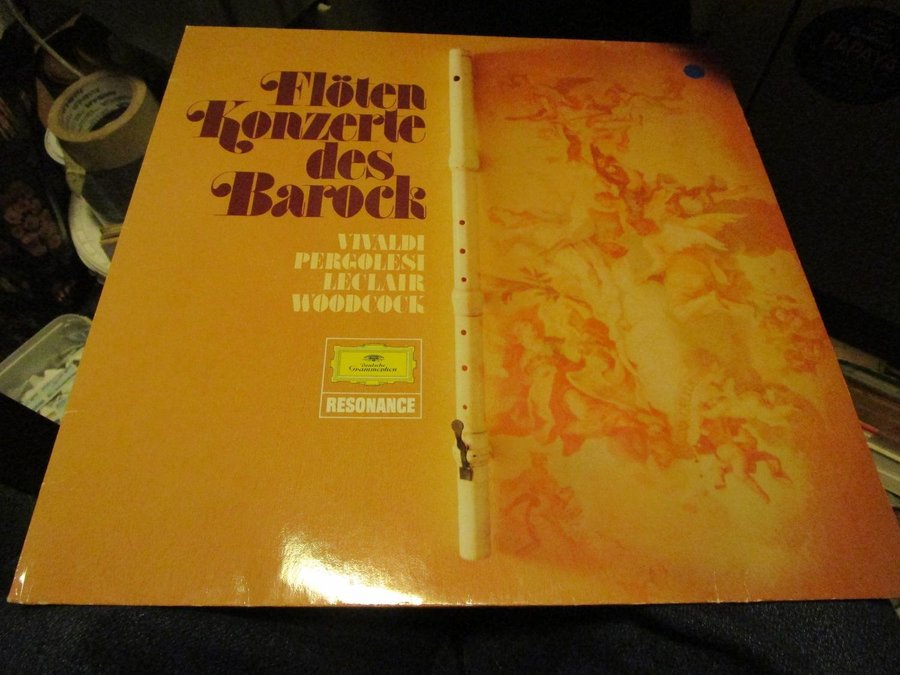 Flöten
Konzerte
des
Barock
VIVALDI
PERGOLESI
LECLAIR
WOODCOCK
Deutsche
Grammophon
RESONANCE